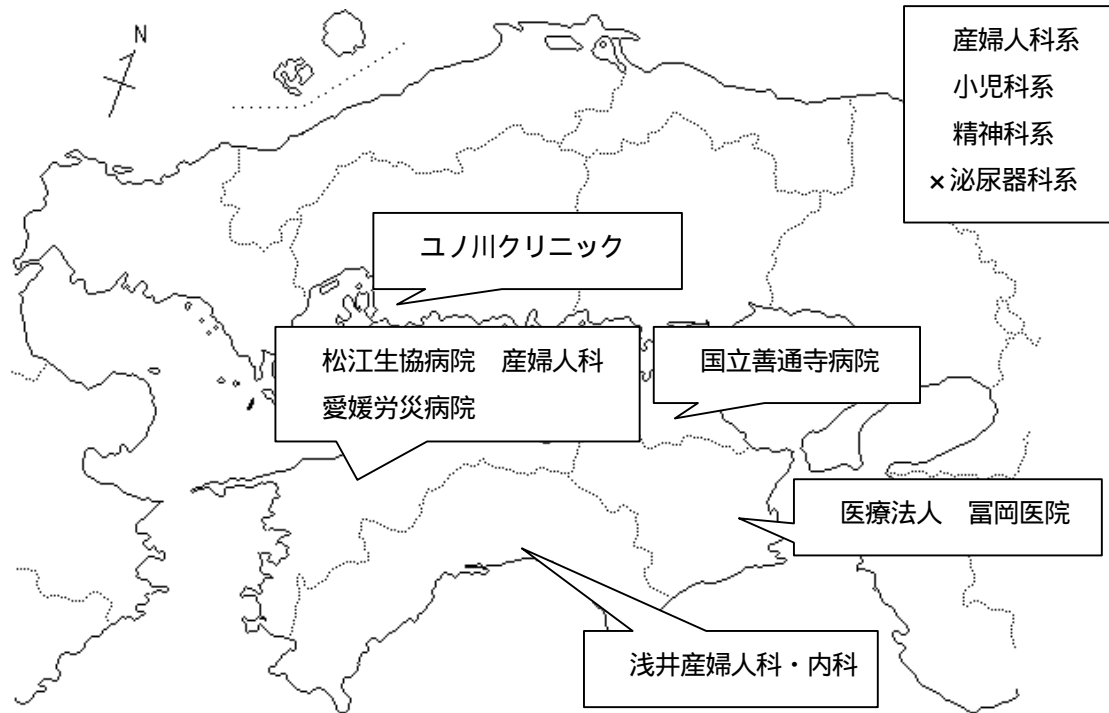 N
産婦人科系
小児科系
精神科系
×泌尿器科系
ユノ川クリニック
松江生協病院　産婦人科
愛媛労災病院
国立善通寺病院
医療法人　冨岡医院
浅井産婦人科・内科